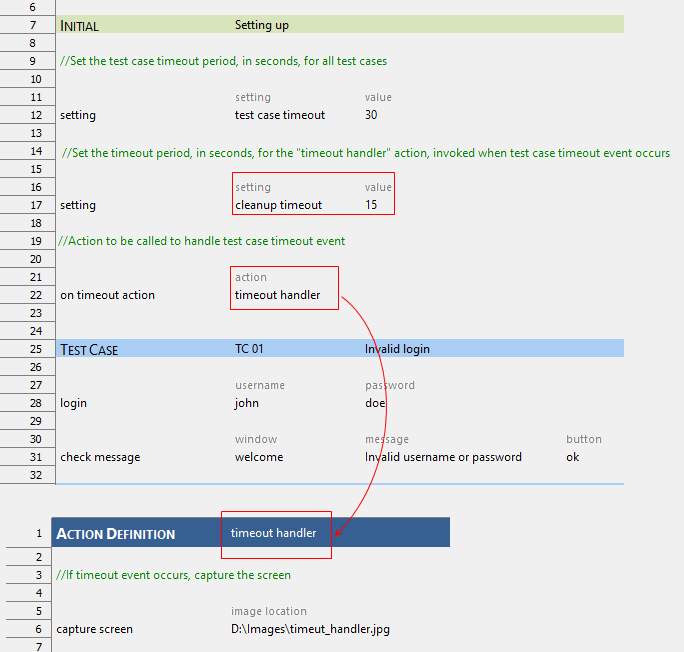 6
7 INITIAL Setting up
8
9 //Set the test case timeout period, in seconds, for all test cases
10
11 setting value
12 setting test case timeout 30
13
14 //Set the timeout period, in seconds, for the "timeout handler" action, invoked when test case timeout event occurs
15
16 setting value
17 setting cleanup timeout 15
18
19 //Action to be called to handle test case timeout event
20
21 action
22 on timeout action timeout handler
23
24
25 TEST CASE TC 01 Invalid login
26
27 username password
28 login john doe
29
30 window message button
31 check message welcome Invalid username or password ok
32
1 ACTION DEFINITION timeout handler
2
3 //If timeout event occurs, capture the screen
4
5 image location
6 capture screen D:\Images\timeut_handler.jpg
7